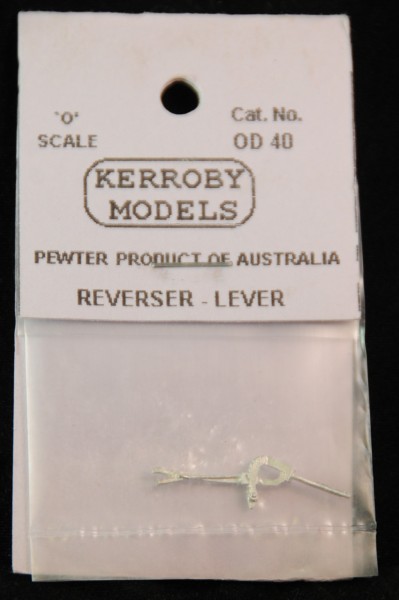 'O'
SCALE
Cat. No.
OD 40
KERROBY
MODELS
PEWTER PRODUCT OF AUSTRALIA
REVERSER - LEVER